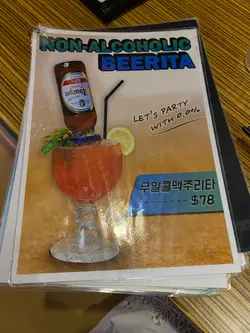 NON-ALCOHOLIC
BEERITA
LET'S PARTY
WITH 0.0%
무알콜맥주리타
$78